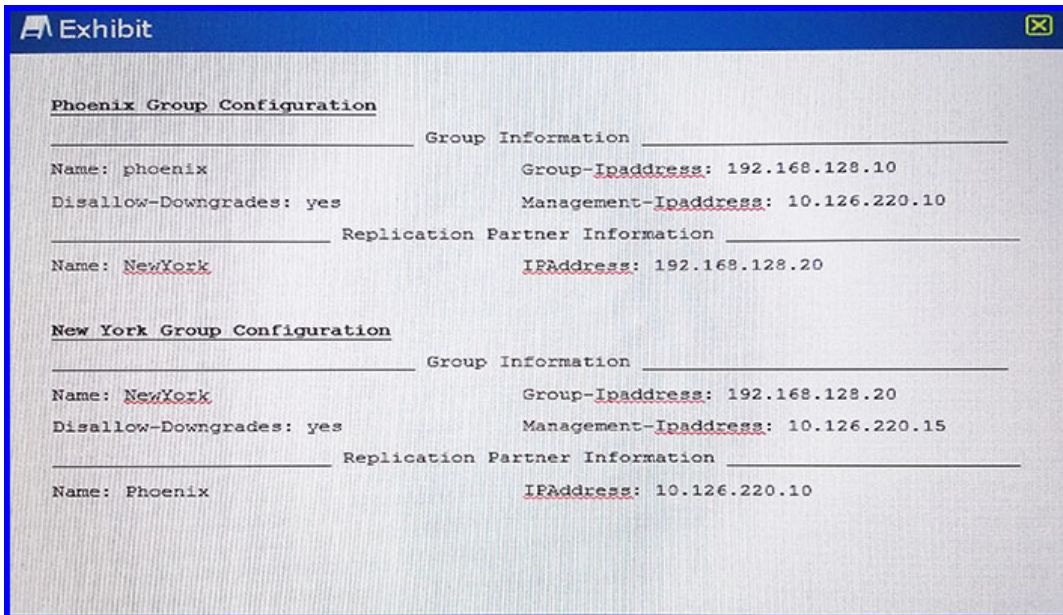 Exhibit
Phoenix Group Configuration
Group Information
Name: phoenix Group-Ipaddress: 192.168.128.10
Disallow-Downgrades: yes Management-Ipaddress: 10.126.220.10
Replication Partner Information
Name: NewYork IPAddress: 192.168.128.20
New York Group Configuration
Group Information
Name: NewYork Group-Ipaddress: 192.168.128.20
Disallow-Downgrades: yes Management-Ipaddress: 10.126.220.15
Replication Partner Information
Name: Phoenix IPAddress: 10.126.220.10